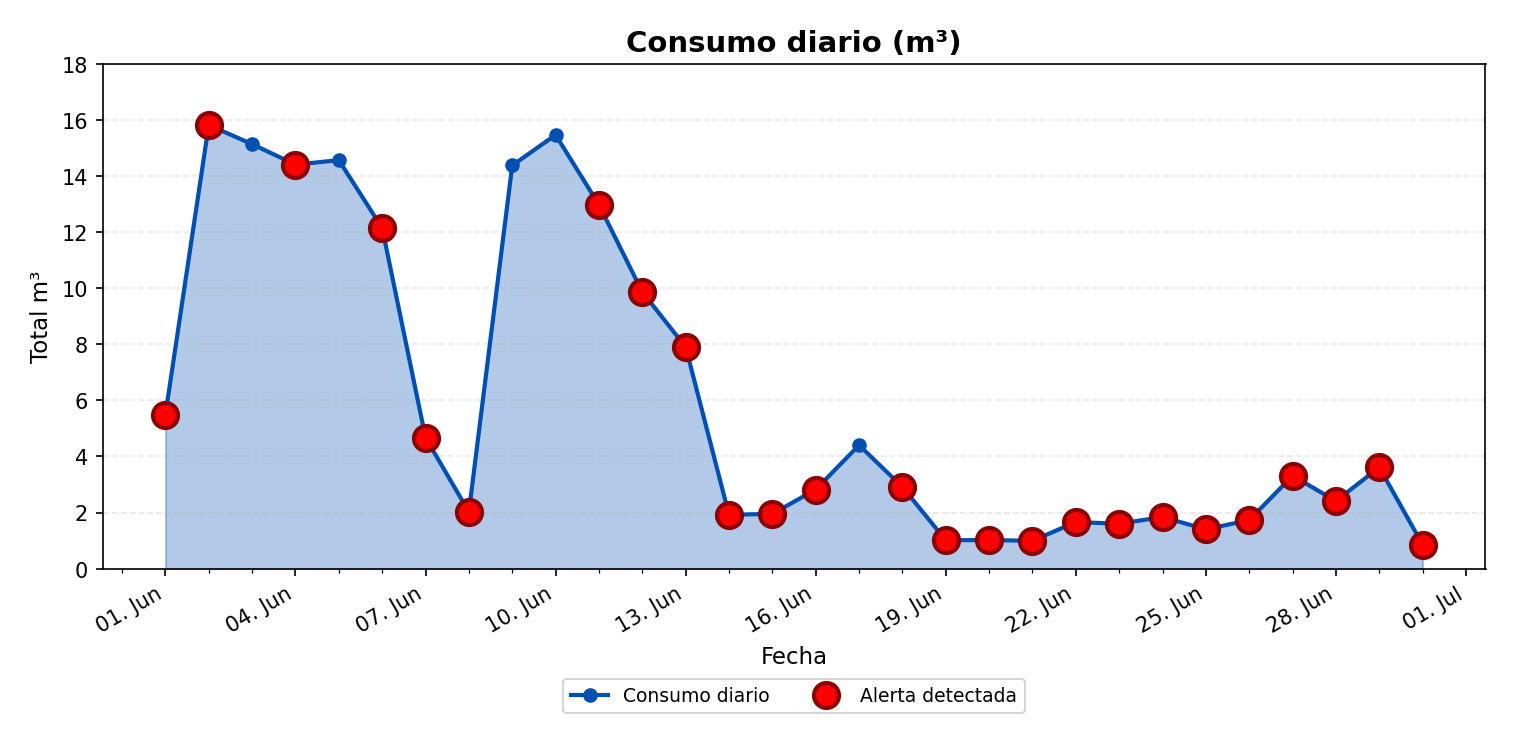 Consumo diario (m³)
18
16
14
12
10
8
6
4
2
0
Total m³
01. Jun
04. Jun
07. Jun
10. Jun
13. Jun
16. Jun
19. Jun
22. Jun
25. Jun
28. Jun
01. Jul
Fecha
Consumo diario
Alerta detectada